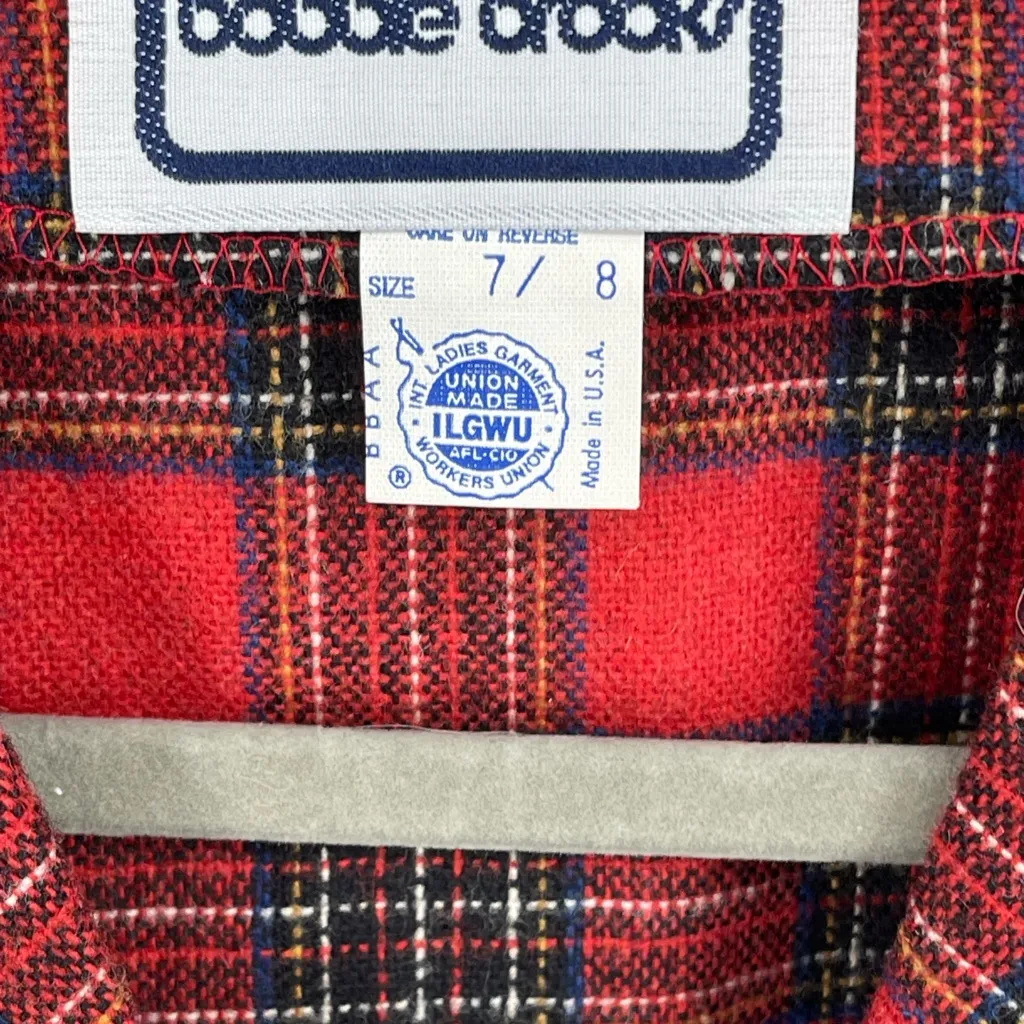 bobbie brooks
CARE ON REVERSE
SIZE 7/ 8
BBAA
INT LADIES GARMENT
UNION
MADE
· ILGWU ·
AFL·CIO
WORKERS UNION
®
Made in U.S.A.